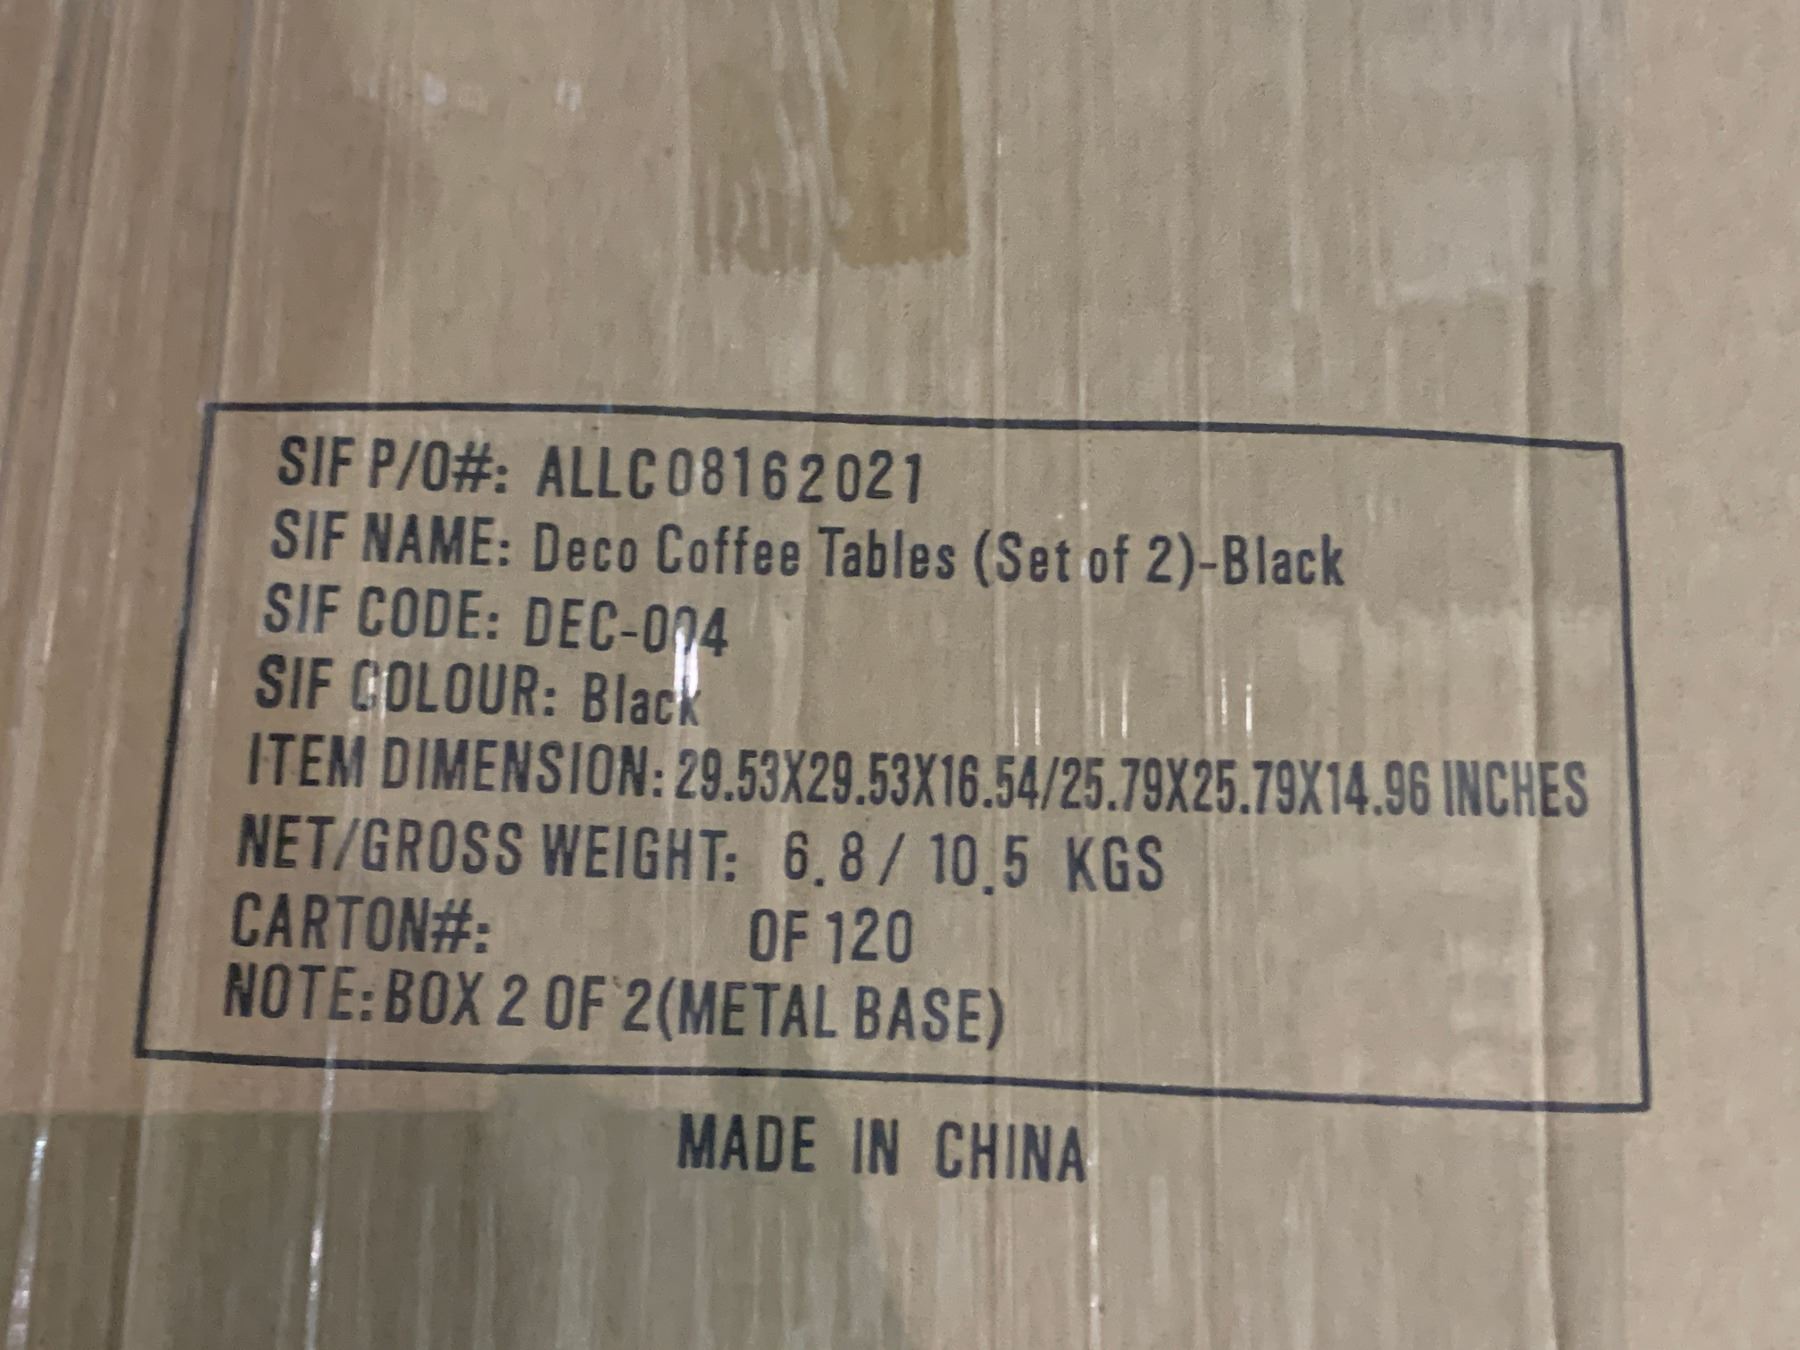 SIF P/O#: ALLC08162021
SIF NAME: Deco Coffee Tables (Set of 2)-Black
SIF CODE: DEC-004
SIF COLOUR: Black
ITEM DIMENSION: 29.53X29.53X16.54/25.79X25.79X14.96 INCHES
NET/GROSS WEIGHT: 6.8/ 10.5 KGS
CARTON#: OF 120
NOTE: BOX 2 OF 2(METAL BASE)
MADE IN CHINA